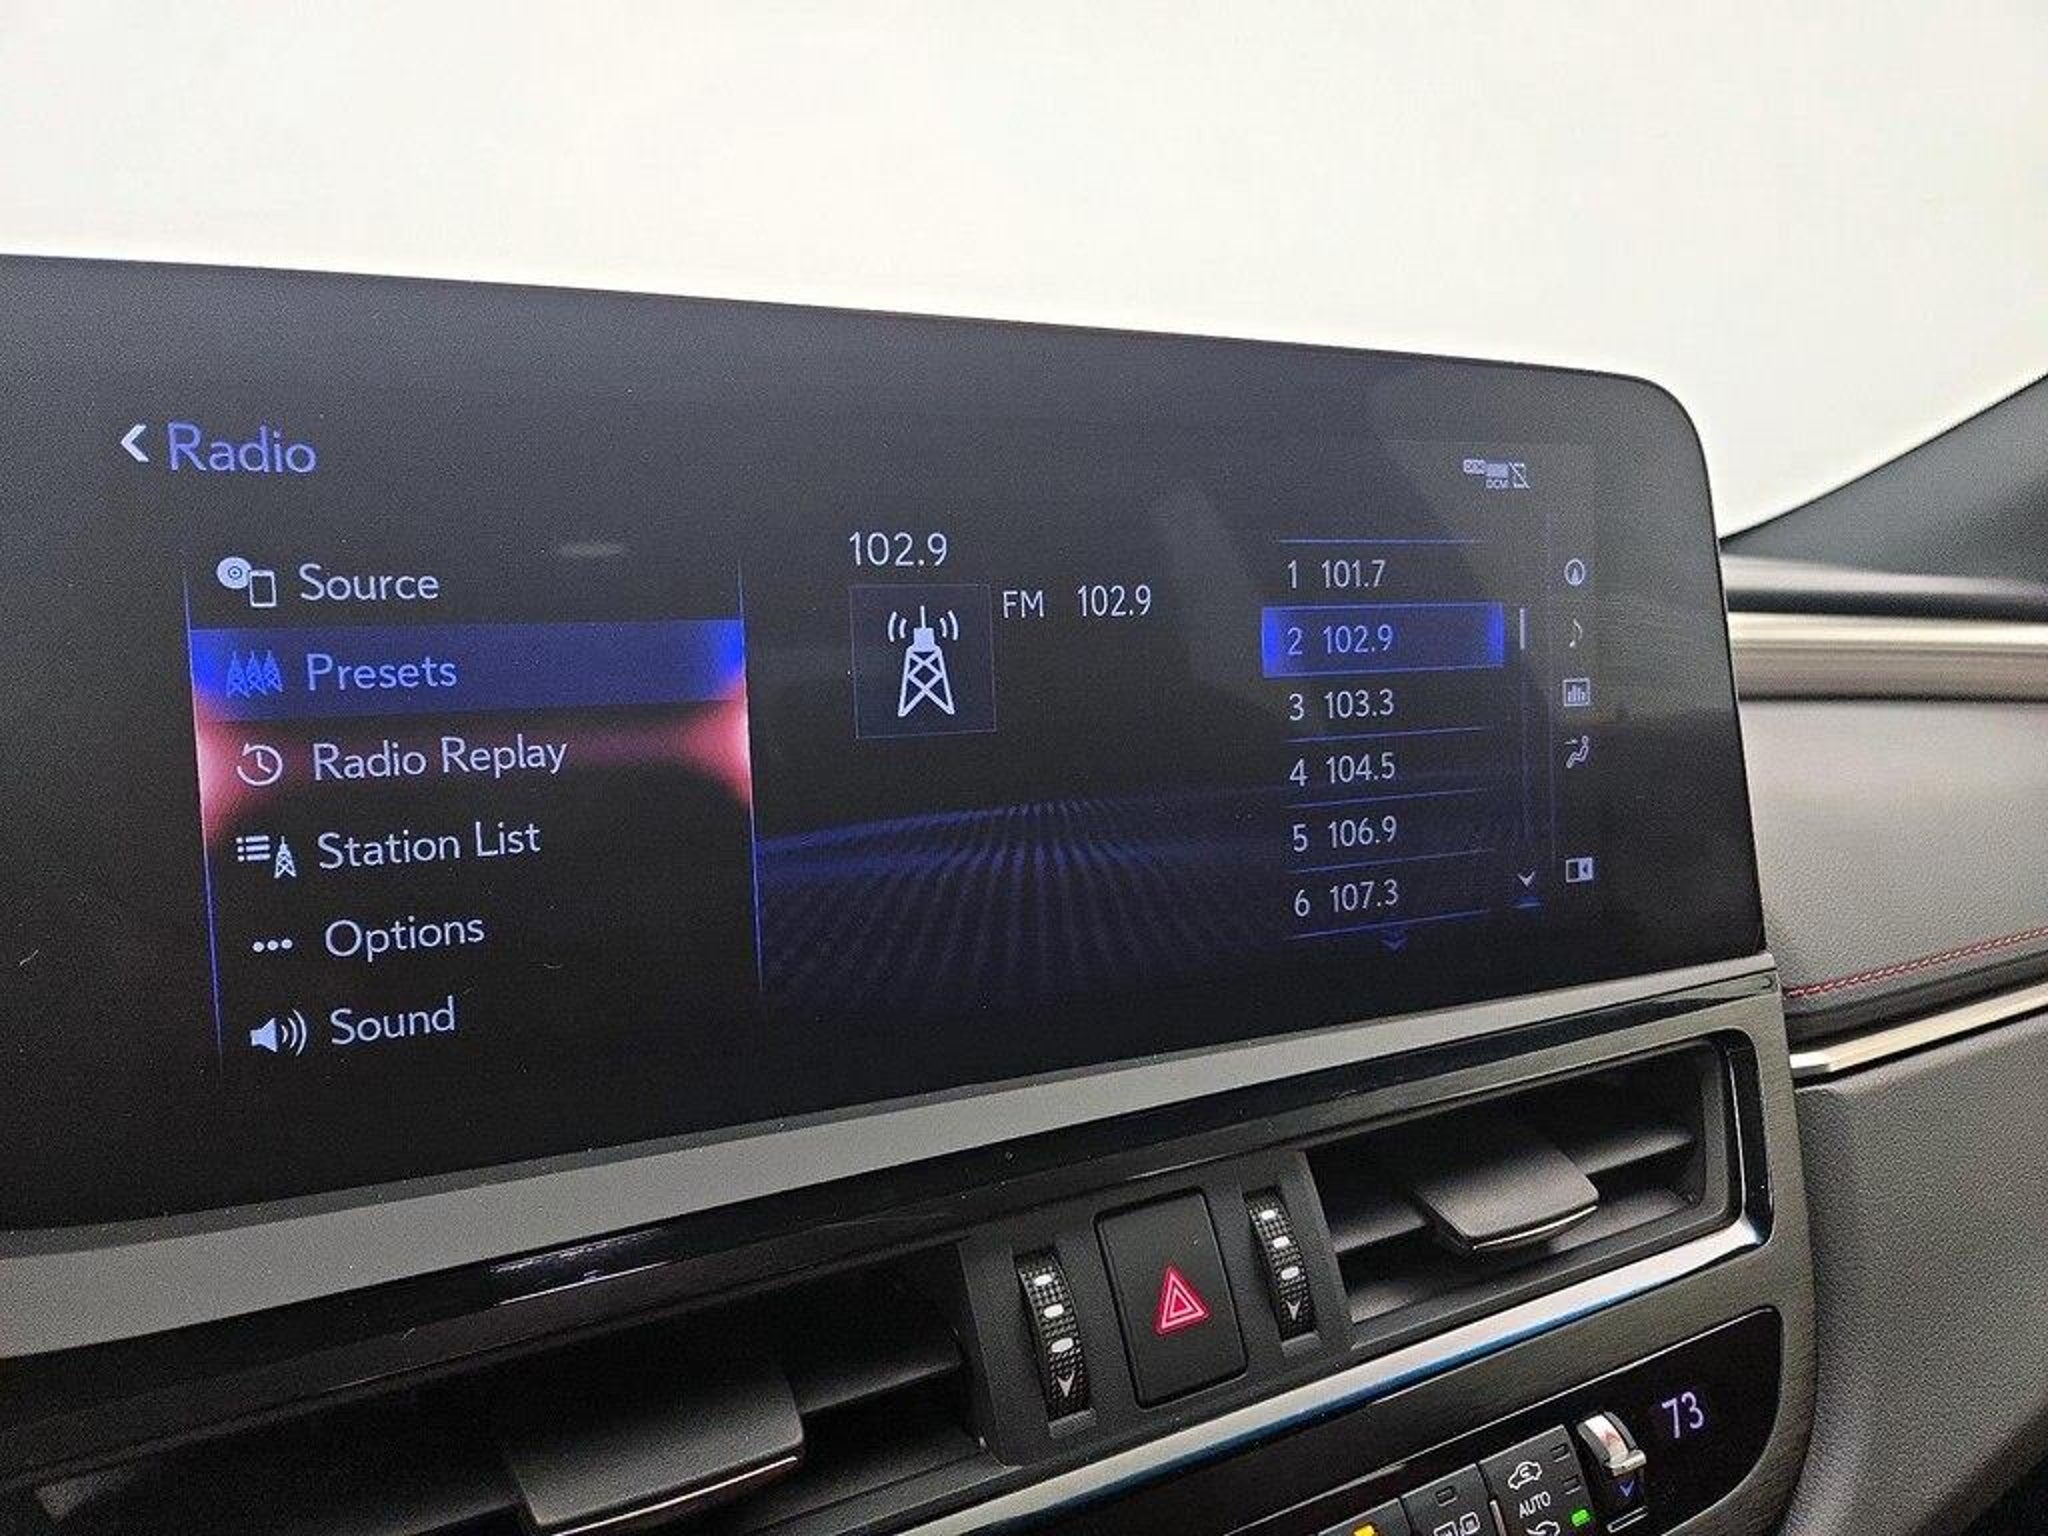 Radio
Source
Presets
Radio Replay
Station List
Options
Sound
102.9
FM 102.9
DCM
1 101.7
2 102.9
3 103.3
4 104.5
5 106.9
6 107.3
73
AUTO